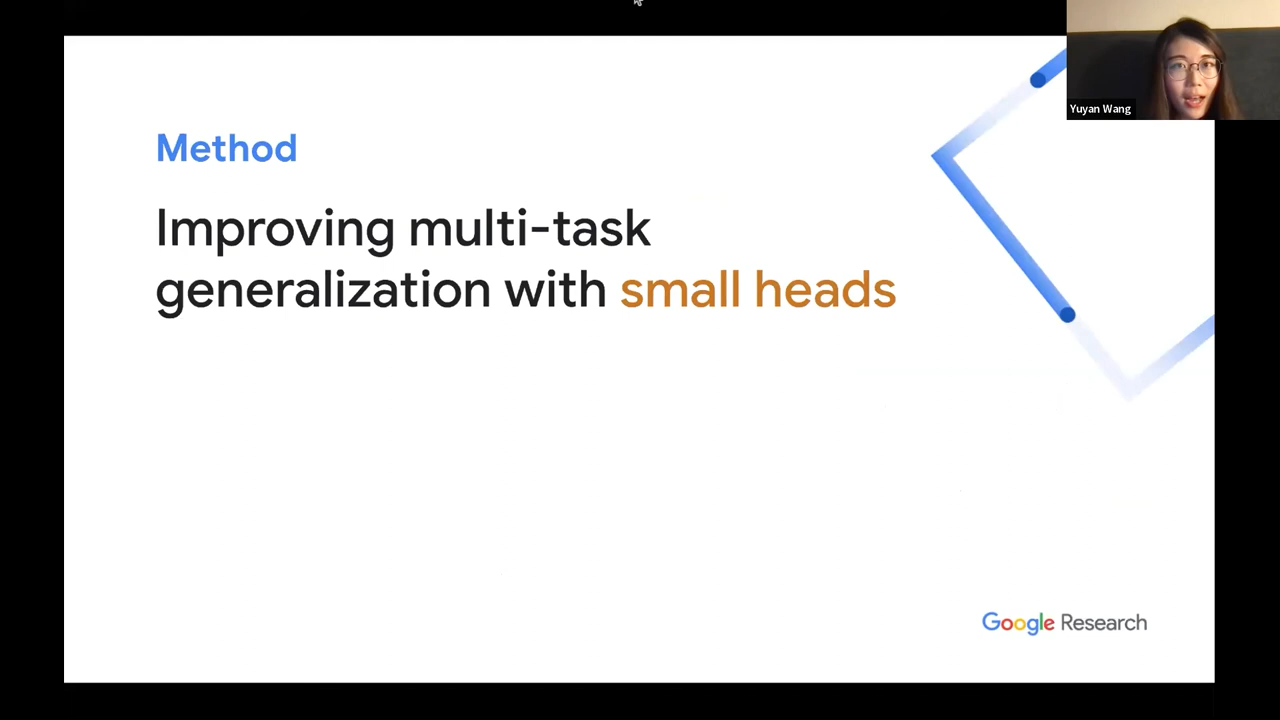 Yuyan Wang
Method
Improving multi-task
generalization with small heads
Google Research